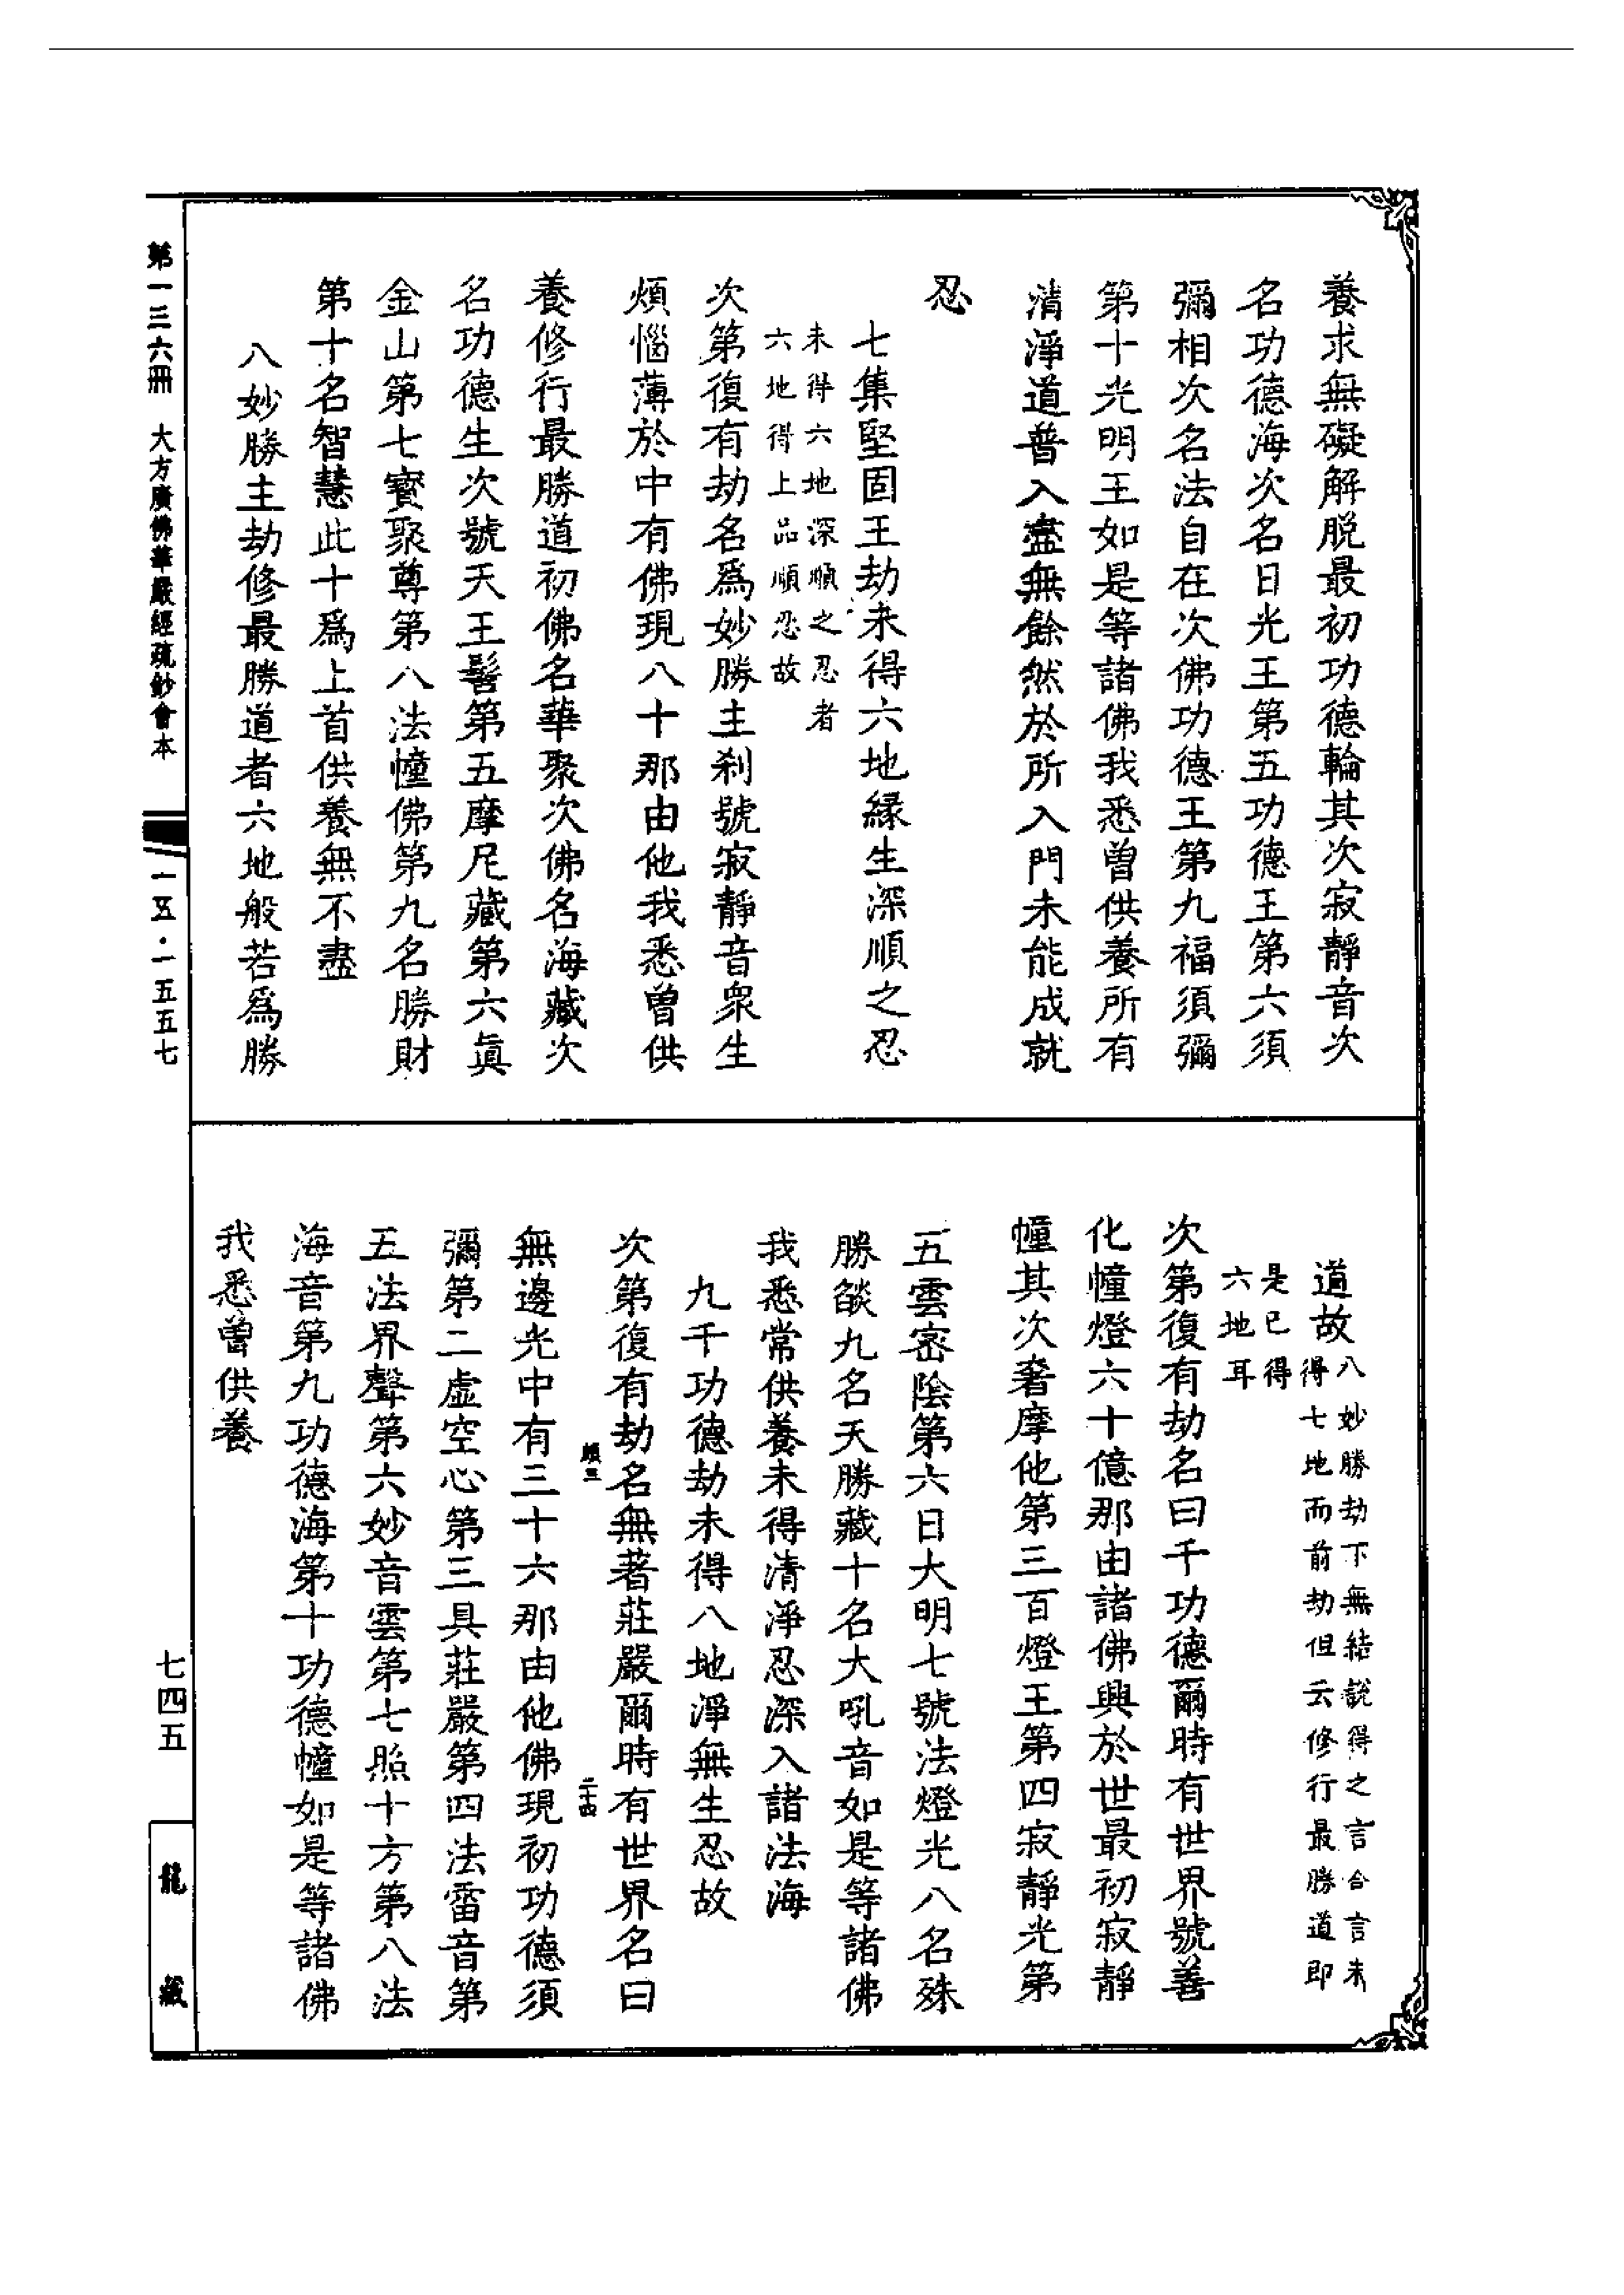 養求無礙解脫最初功德輪其次寂靜音次
名功德海次名日光王第五功德王第六須
彌相次名法自在次佛功德王第九福須彌
第十光明王如是等諸佛我悉曾供養所有
清淨道普入盡無餘然於所入門未能成就
忍
七集堅固王劫未得六地緣生深順之忍
未得六地深順之忍者
六地得上品順忍故
次第復有劫名爲妙勝主刹號寂靜音衆生
煩惱薄於中有佛現八十那由他我悉曾供
養修行最勝道初佛名華聚次佛名海藏次
名功德生次號天王髻第五摩尼藏第六眞
金山第七寶聚尊第八法幢佛第九名勝財
第十名智慧此十爲上首供養無不盡
八妙勝主劫修最勝道者六地般若爲勝
道故
八妙勝劫下無結說得之言合言未
得七地而前劫但云修行最勝道即
是已得
六地耳
次第復有劫名曰千功德爾時有世界號善
化幢燈六十億那由諸佛興於世最初寂靜
幢其次奢摩他第三百燈王第四寂靜光第
五雲密陰第六日大明七號法燈光八名殊
勝燄九名天勝藏十名大吼音如是等諸佛
我悉常供養未得清淨忍深入諸法海
九千功德劫未得八地淨無生忍故
次第復有劫名無著莊嚴爾時有世界名曰
三
二十四
無邊光中有三十六那由他佛現初功德須
彌第二虛空心第三具莊嚴第四法雷音第
五法界聲第六妙音雲第七照十方第八法
海音第九功德海第十功德幢如是等諸佛
我悉曾供養
第一三六冊 大方廣佛華嚴經疏鈔會本
一五·一五五七
七四五
龍藏